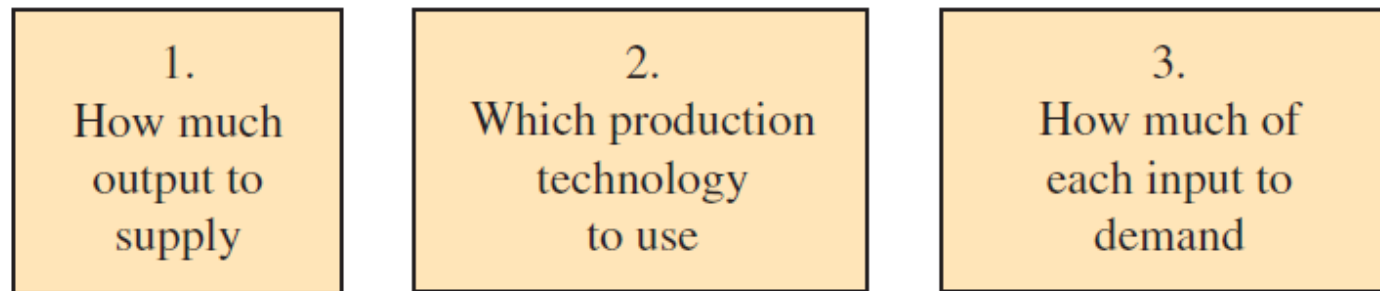 1.
How much
output to
supply
2.
Which production
technology
to use
3.
How much of
each input to
demand